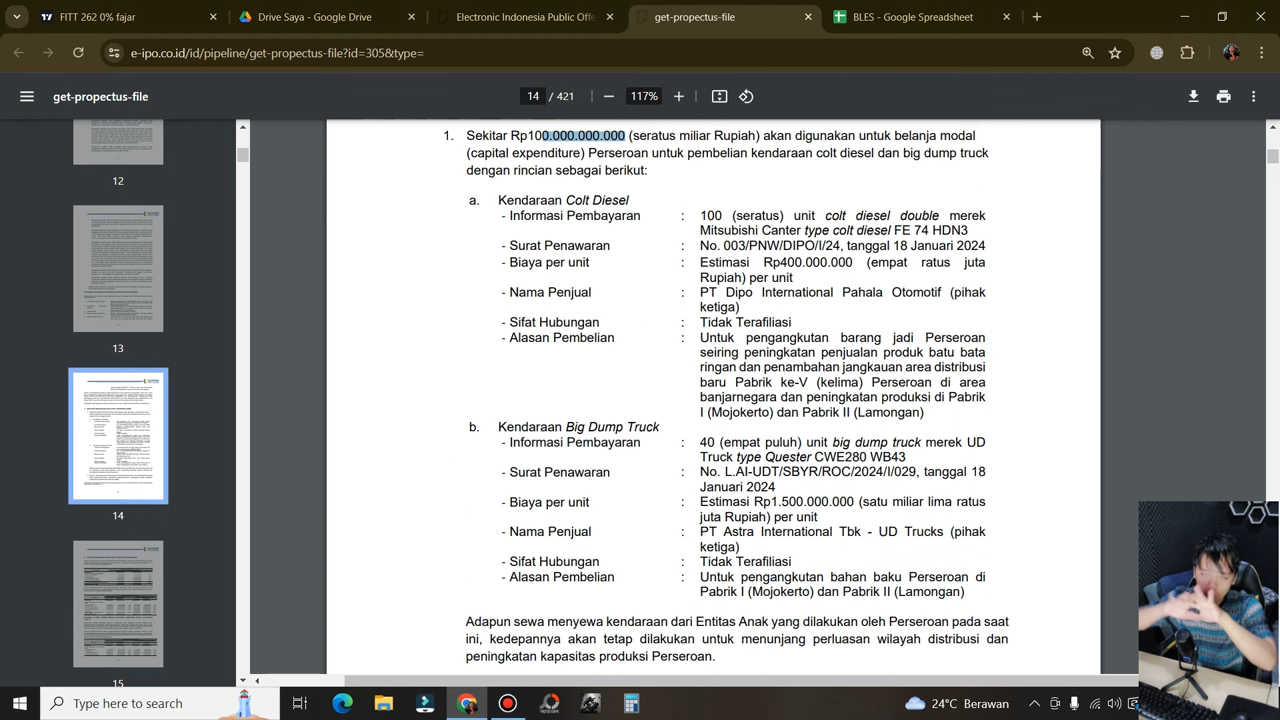 FITT 262 0% fajar
Drive Saya - Google Drive
Electronic Indonesia Public Offe
get-propectus-file
BLES - Google Spreadsheet
e-ipo.co.id/id/pipeline/get-propectus-file?id=305&type=
get-propectus-file
14 / 421
117%
12
13
14
15
1. Sekitar Rp100.000.000.000 (seratus miliar Rupiah) akan digunakan untuk belanja modal
(capital expenditure) Perseroan untuk pembelian kendaraan colt diesel dan big dump truck
dengan rincian sebagai berikut:
a. Kendaraan Colt Diesel
- Informasi Pembayaran : 100 (seratus) unit colt diesel double merek
Mitsubishi Canter type colt diesel FE 74 HDN3
- Surat Penawaran : No. 003/PNW/DIPO/I/24, tanggal 18 Januari 2024
- Biaya per unit : Estimasi Rp400.000.000 (empat ratus juta
Rupiah) per unit
- Nama Penjual : PT Dipo International Pahala Otomotif (pihak
ketiga)
- Sifat Hubungan : Tidak Terafiliasi
- Alasan Pembelian : Untuk pengangkutan barang jadi Perseroan
seiring peningkatan penjualan produk batu bata
ringan dan penambahan jangkauan area distribusi
baru Pabrik ke-V (kelima) Perseroan di area
banjarnegara dan peningkatan produksi di Pabrik
I (Mojokerto) dan Pabrik II (Lamongan)
b. Kendaraan Big Dump Truck
- Informasi Pembayaran : 40 (empat puluh) unit big dump truck merek UD
Truck type Quester CWE280 WB43
- Surat Penawaran : No. L.AI-UDT/SBYR/ROC/2024/I/029, tanggal 18
Januari 2024
- Biaya per unit : Estimasi Rp1.500.000.000 (satu miliar lima ratus
juta Rupiah) per unit
- Nama Penjual : PT Astra International Tbk - UD Trucks (pihak
ketiga)
- Sifat Hubungan : Tidak Terafiliasi
- Alasan Pembelian : Untuk pengangkutan bahan baku Perseroan di
Pabrik I (Mojokerto) dan Pabrik II (Lamongan)
Adapun sewa menyewa kendaraan dari Entitas Anak yang dilakukan oleh Perseroan pada saat
ini, kedepannya akan tetap dilakukan untuk menunjang perluasan wilayah distribusi dan
peningkatan kapasitas produksi Perseroan.
Type here to search
24°C Berawan